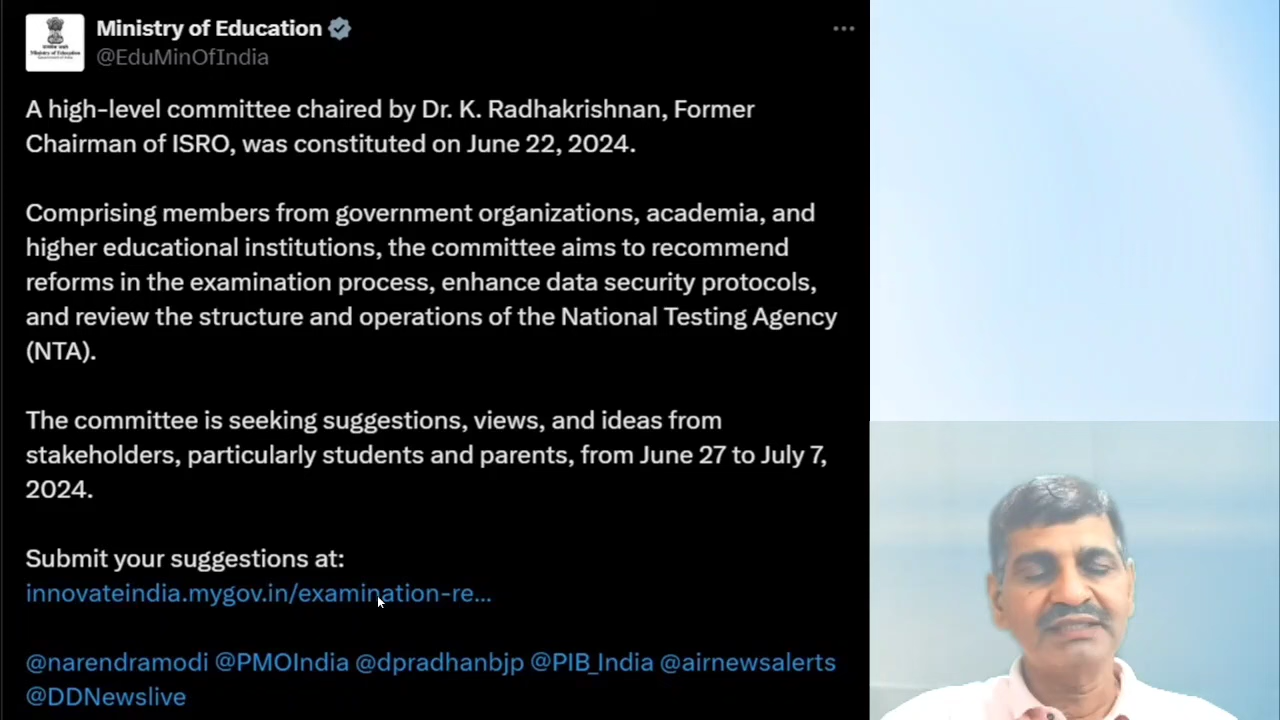 Ministry of Education
@EduMinOfIndia
A high-level committee chaired by Dr. K. Radhakrishnan, Former
Chairman of ISRO, was constituted on June 22, 2024.
Comprising members from government organizations, academia, and
higher educational institutions, the committee aims to recommend
reforms in the examination process, enhance data security protocols,
and review the structure and operations of the National Testing Agency
(NTA).
The committee is seeking suggestions, views, and ideas from
stakeholders, particularly students and parents, from June 27 to July 7,
2024.
Submit your suggestions at:
innovateindia.mygov.in/examination-re...
@narendramodi @PMOIndia @dpradhanbjp @PIB_India @airnewsalerts
@DDNewslive